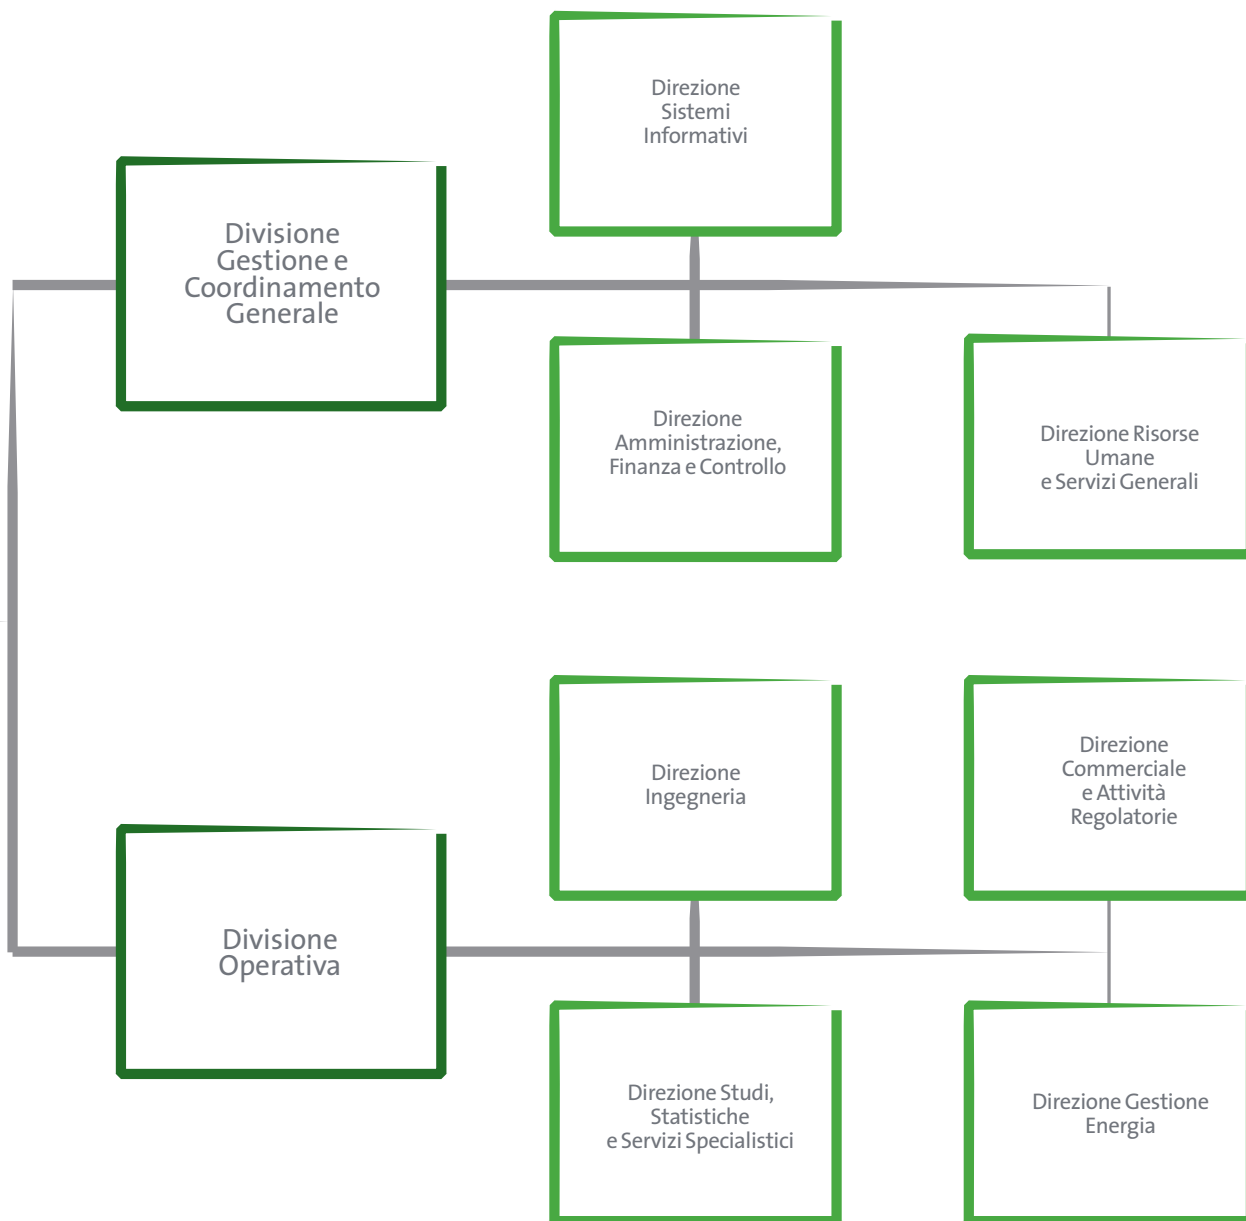 Direzione
Sistemi
Informativi
Divisione
Gestione e
Coordinamento
Generale
Direzione
Amministrazione,
Finanza e Controllo
Direzione Risorse
Umane
e Servizi Generali
Direzione
Ingegneria
Direzione
Commerciale
e Attività
Regolatorie
Divisione
Operativa
Direzione Studi,
Statistiche
e Servizi Specialistici
Direzione Gestione
Energia